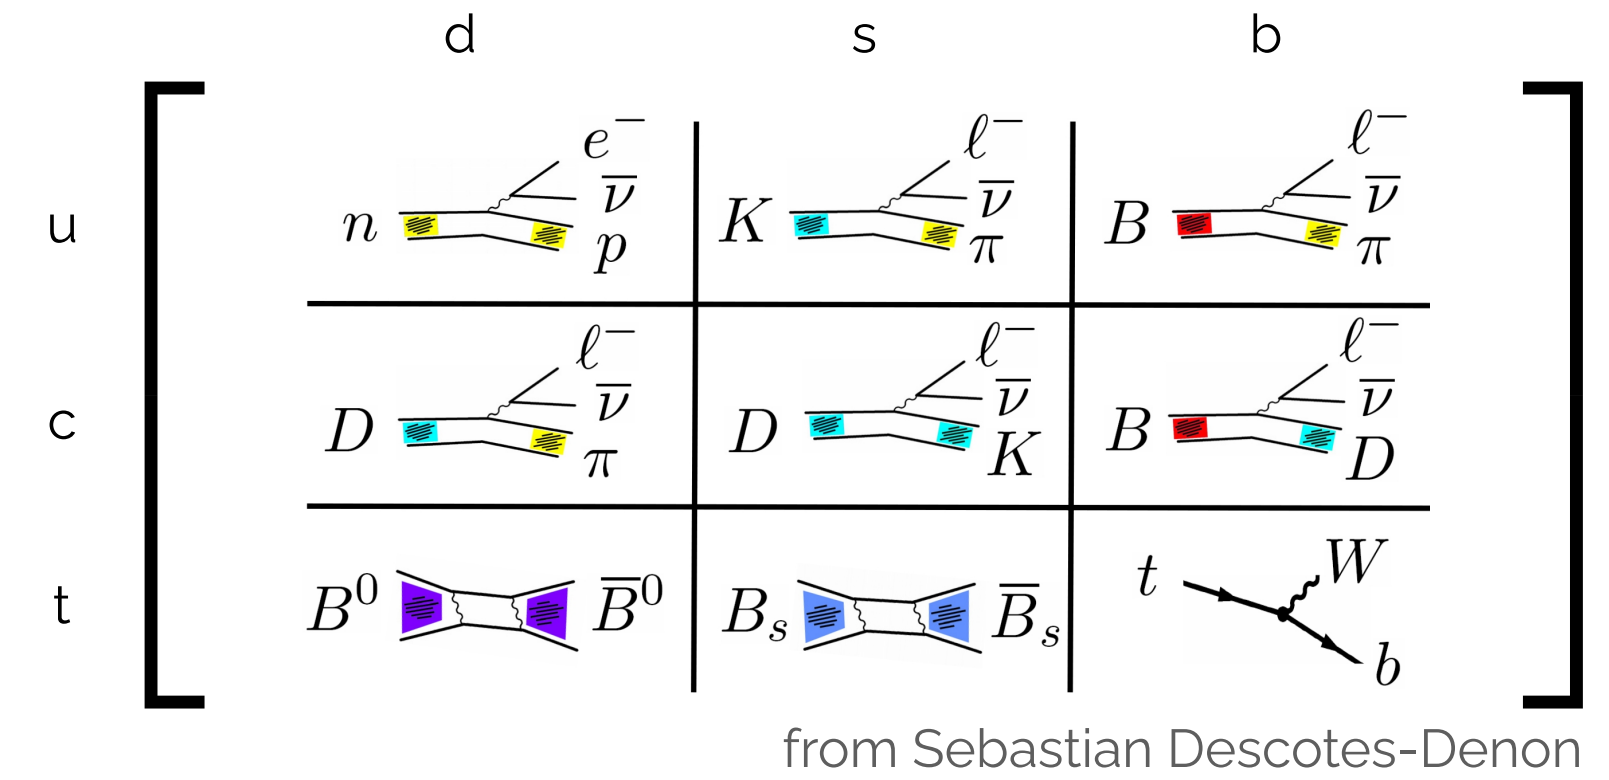 d s b
u
n e⁻ ν̅ p
K ℓ⁻ ν̅ π
B ℓ⁻ ν̅ π
c
D ℓ⁻ ν̅ π
D ℓ⁻ ν̅ K
B ℓ⁻ ν̅ D
t
B⁰ B̅⁰
Bₛ B̅ₛ
t W b
from Sebastian Descotes-Denon